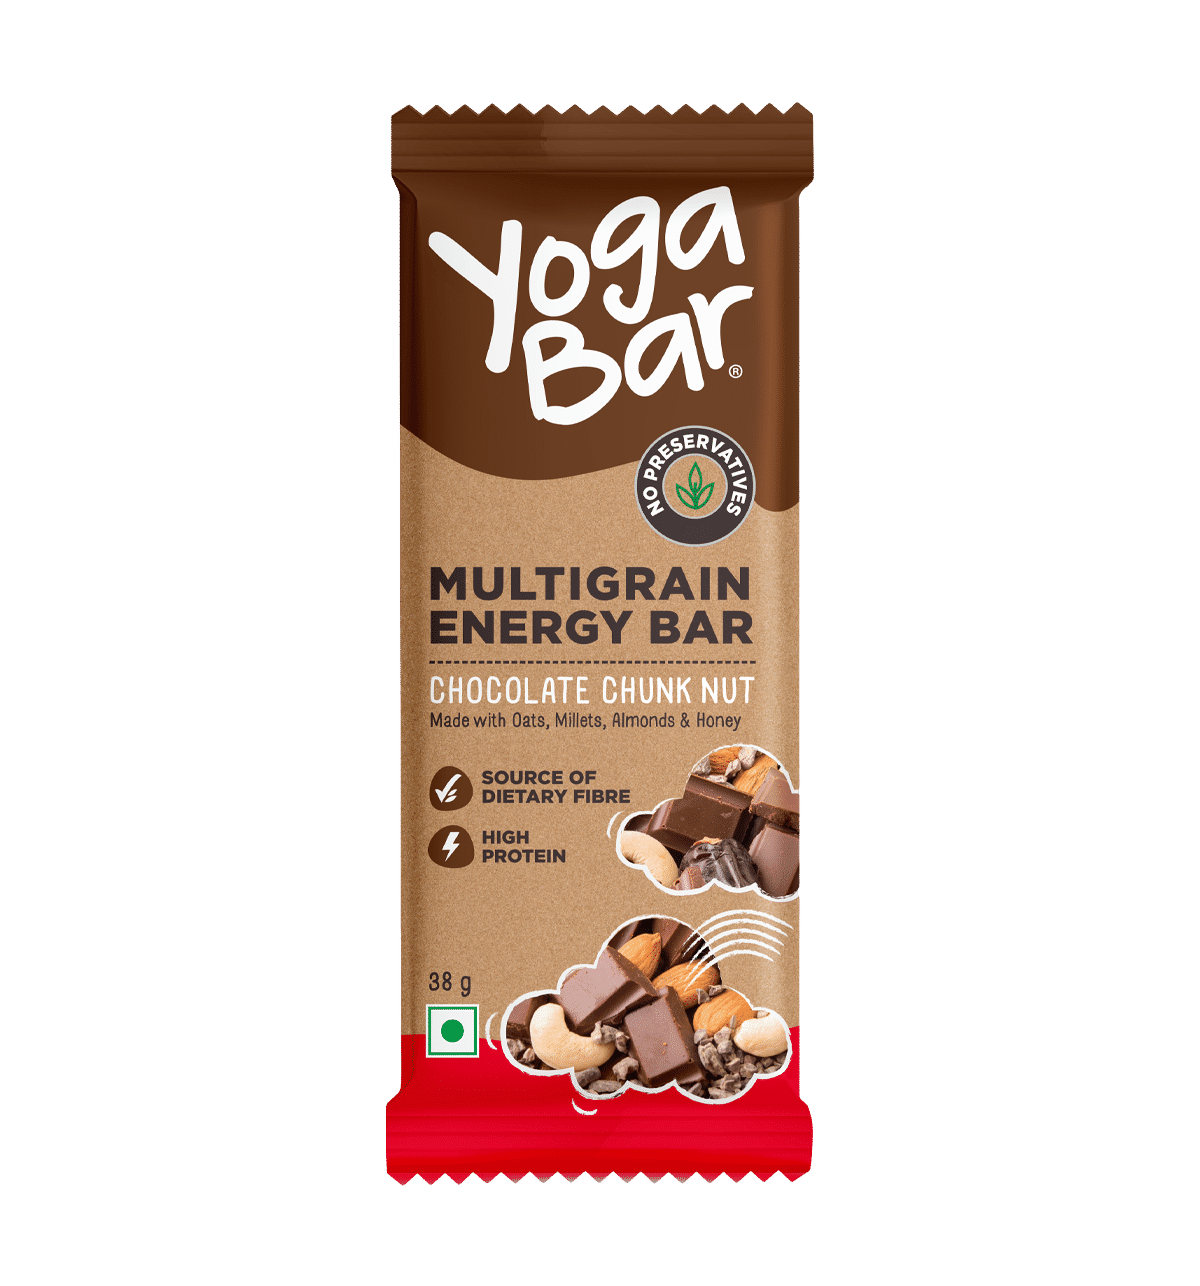 Yoga
Bar
®
NO PRESERVATIVES
MULTIGRAIN
ENERGY BAR
CHOCOLATE CHUNK NUT
Made with Oats, Millets, Almonds & Honey
SOURCE OF
DIETARY FIBRE
HIGH
PROTEIN
38 g